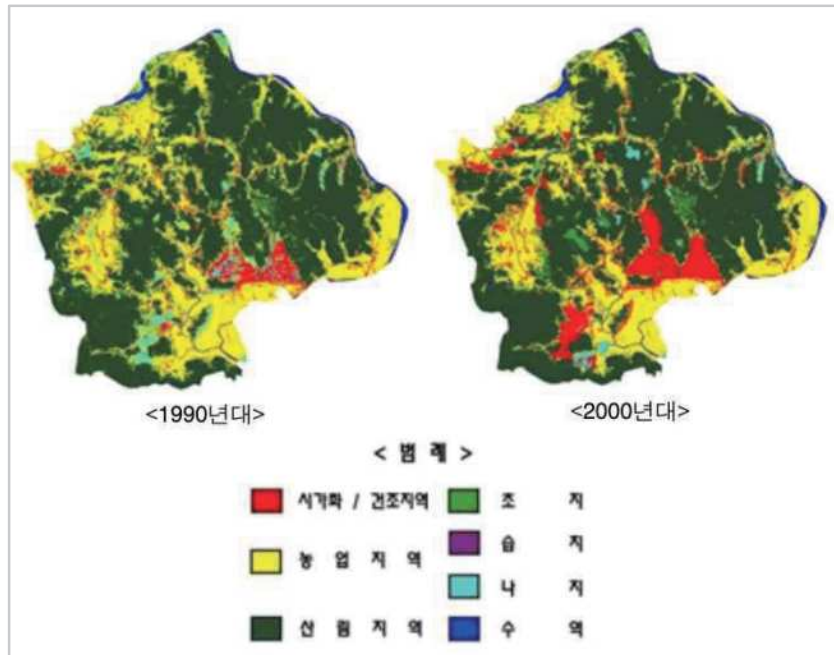 <1990년대> <2000년대>
< 범 례 >
시가화 / 건조지역 초 지
습 지
농 업 지 역
나 지
산 림 지 역 수 역